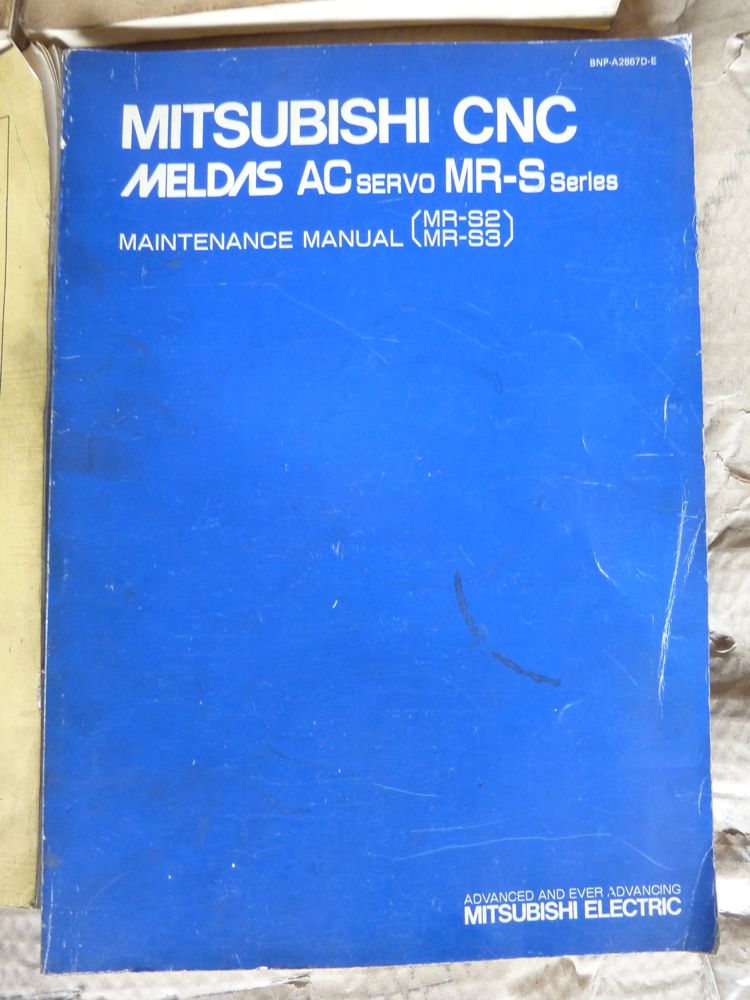 BNP-A2867D-E
MITSUBISHI CNC
MELDAS AC SERVO MR-S Series
MAINTENANCE MANUAL (MR-S2
MR-S3)
ADVANCED AND EVER ADVANCING
MITSUBISHI ELECTRIC